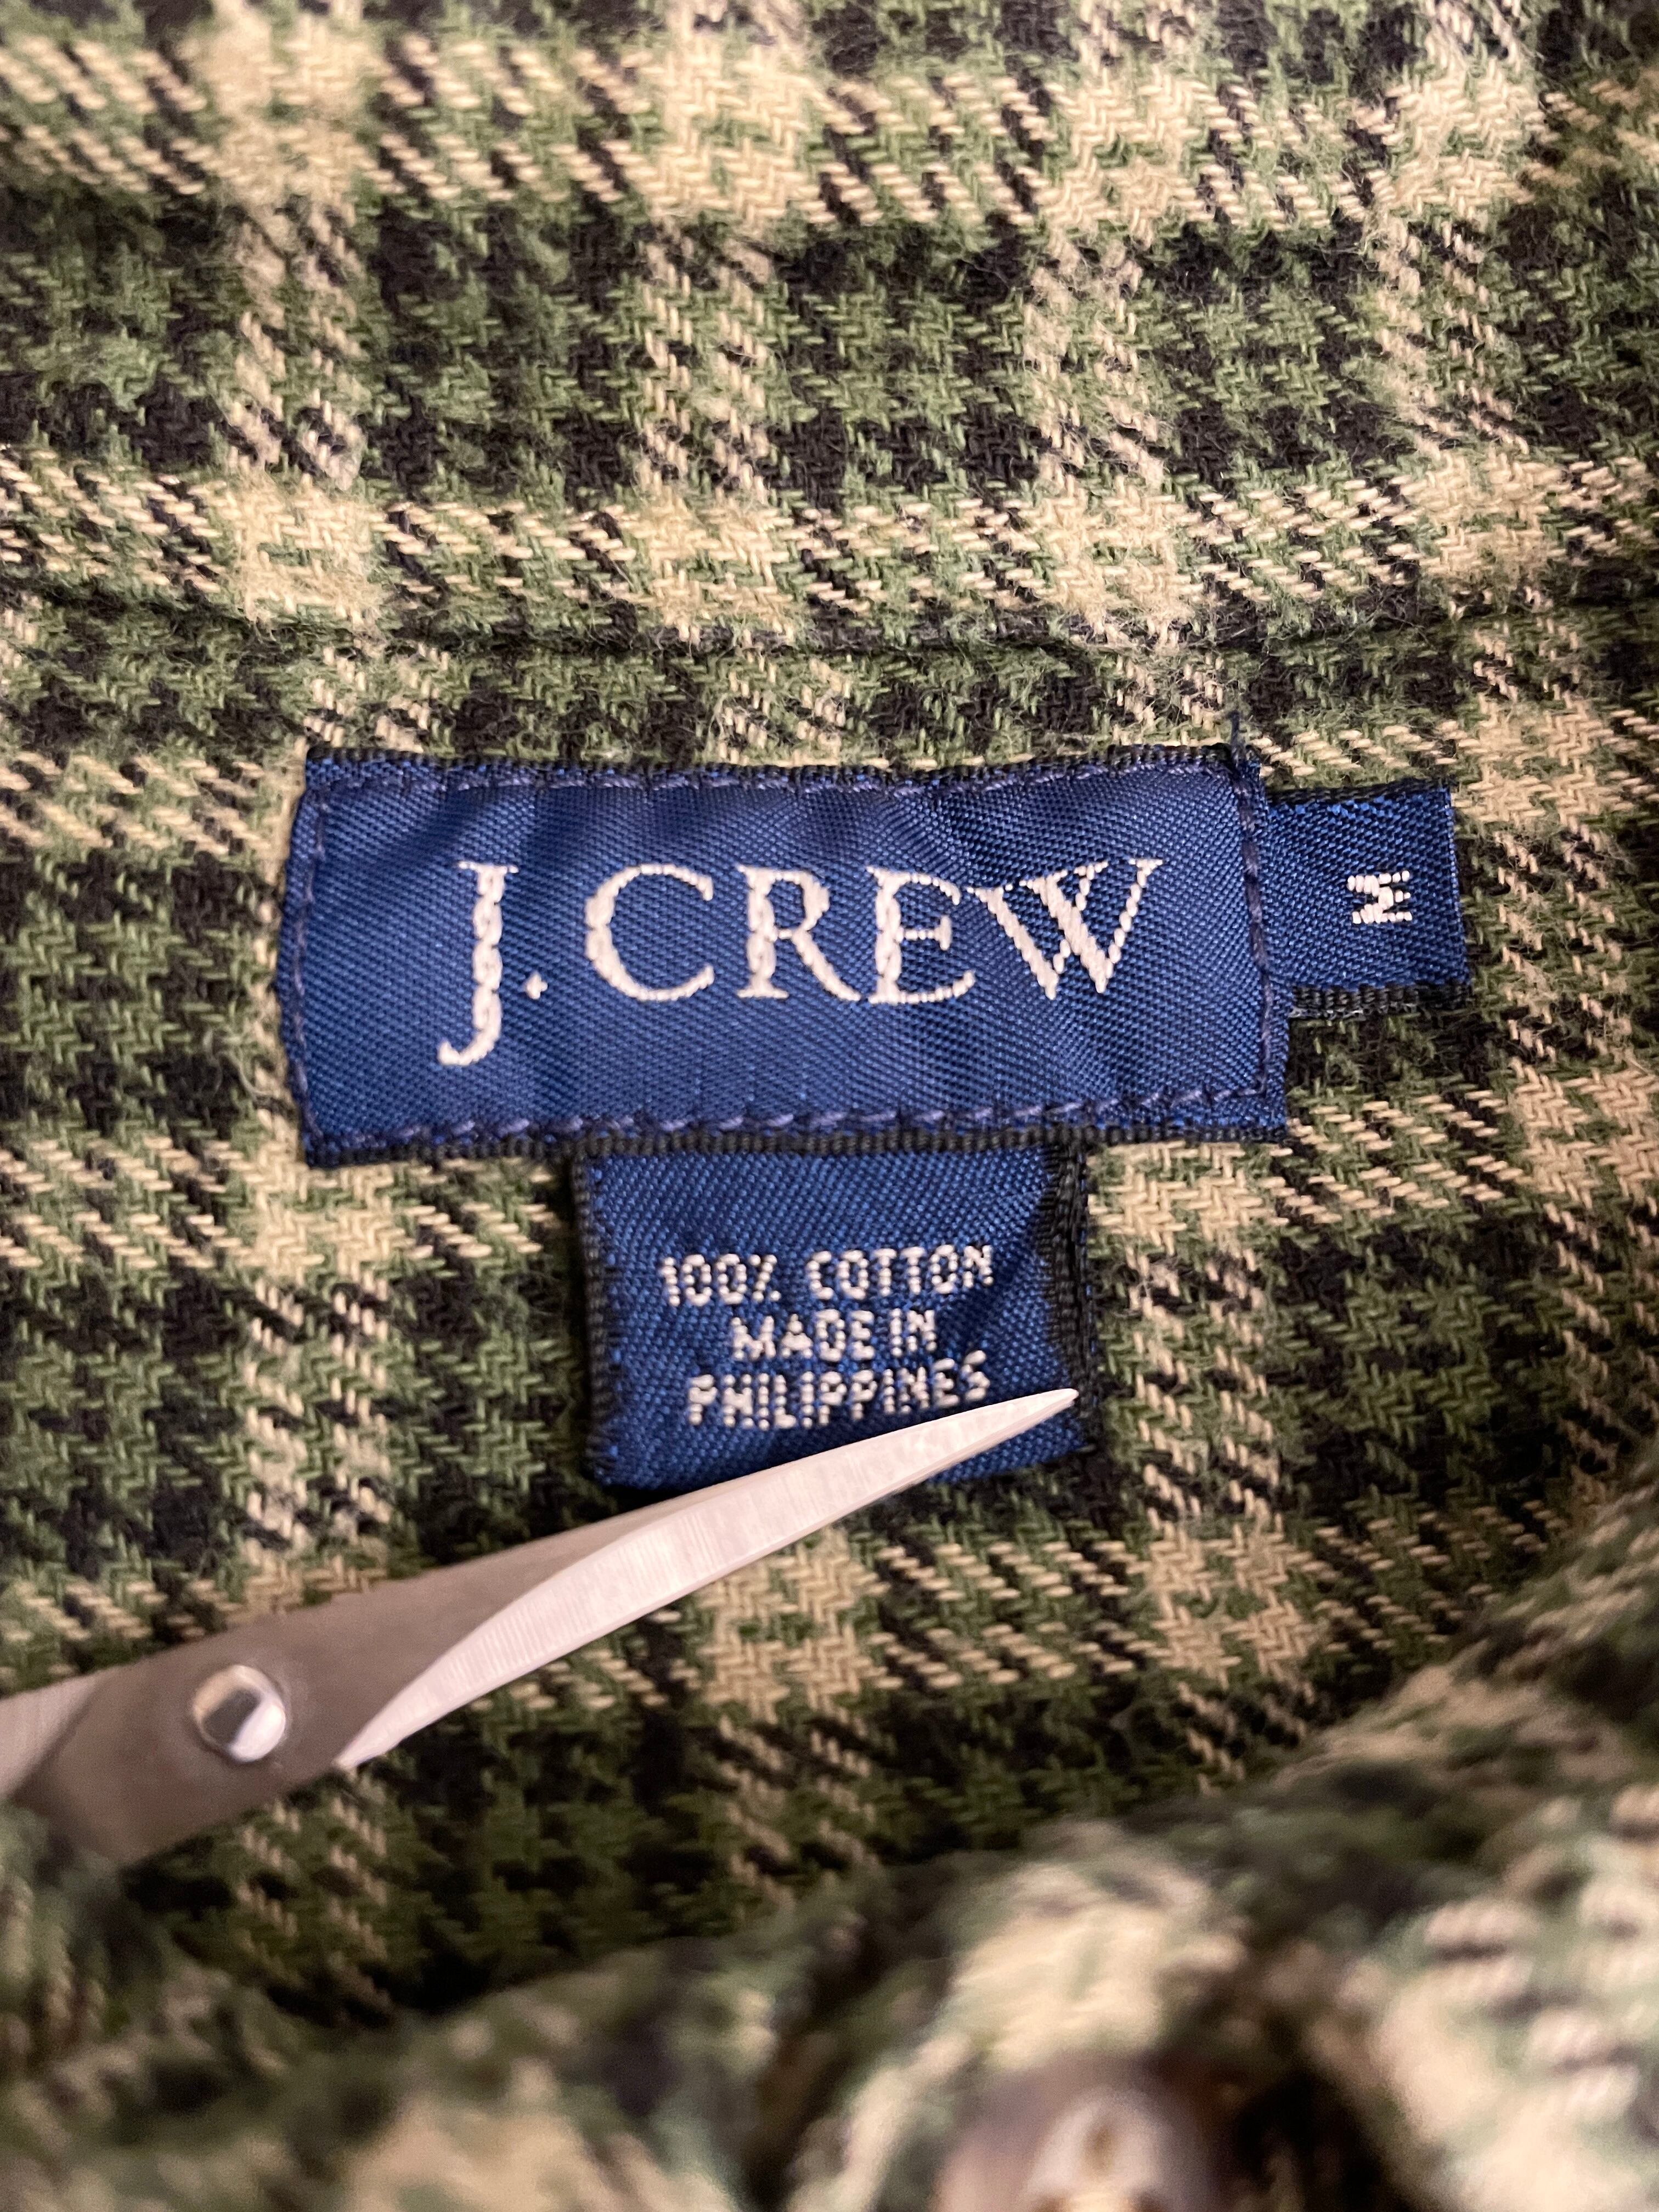 J. CREW
M
100% COTTON
MADE IN
PHILIPPINES